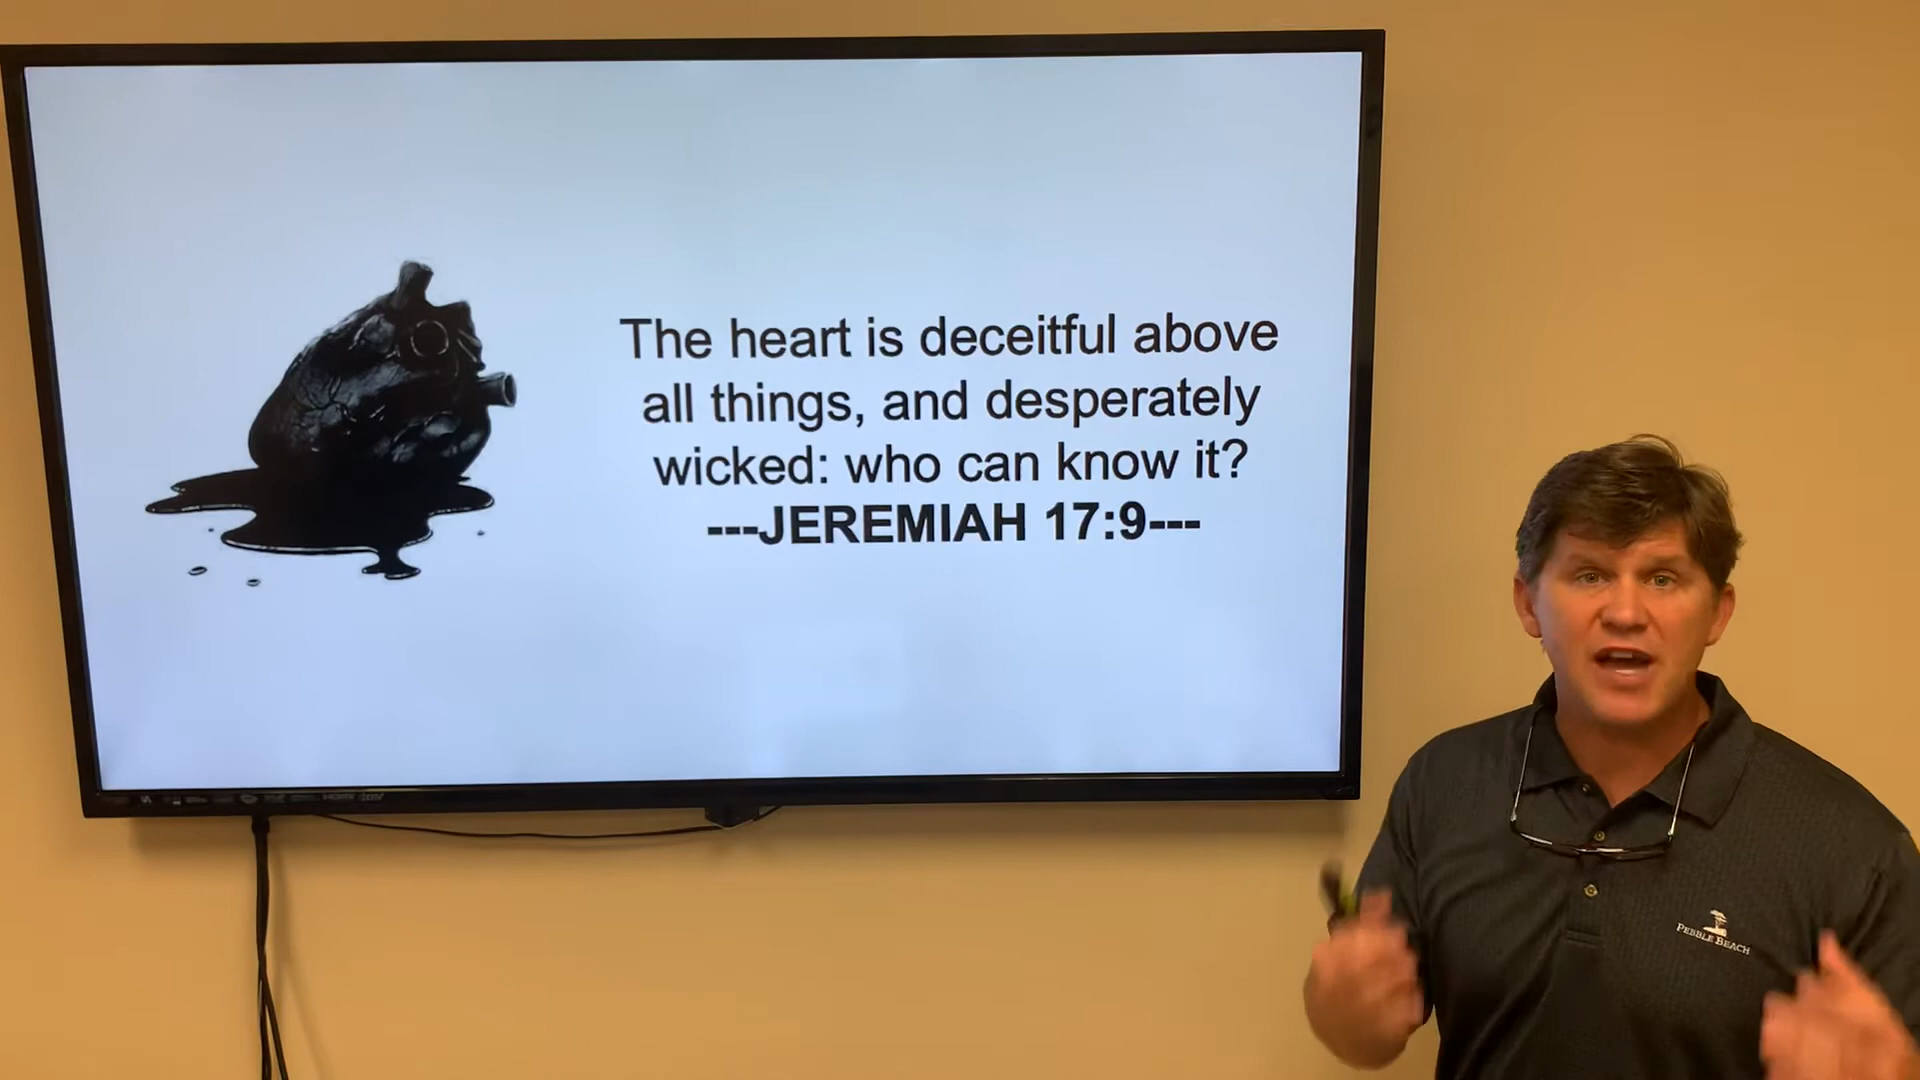 The heart is deceitful above
all things, and desperately
wicked: who can know it?
---JEREMIAH 17:9---
PEBBLE BEACH